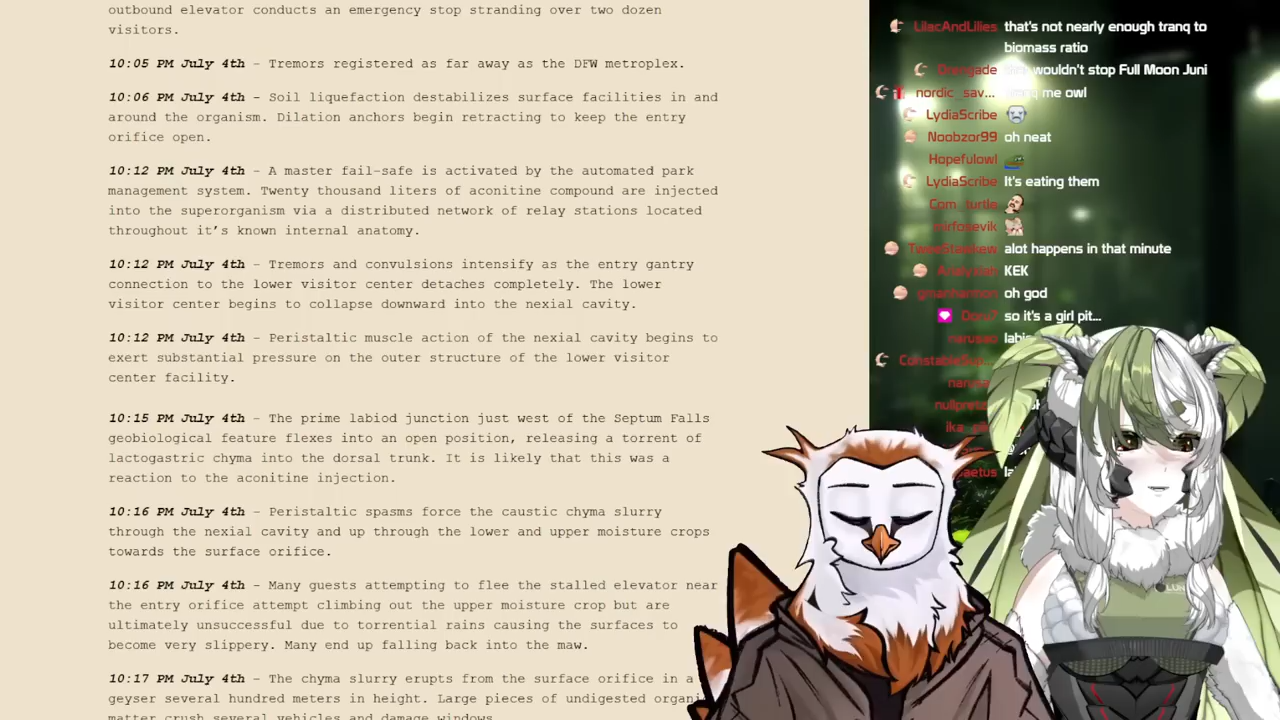 outbound elevator conducts an emergency stop stranding over two dozen
visitors.
10:05 PM July 4th – Tremors registered as far away as the DFW metroplex.
10:06 PM July 4th – Soil liquefaction destabilizes surface facilities in and
around the organism. Dilation anchors begin retracting to keep the entry
orifice open.
10:12 PM July 4th – A master fail-safe is activated by the automated park
management system. Twenty thousand liters of aconitine compound are injected
into the superorganism via a distributed network of relay stations located
throughout it's known internal anatomy.
10:12 PM July 4th – Tremors and convulsions intensify as the entry gantry
connection to the lower visitor center detaches completely. The lower
visitor center begins to collapse downward into the nexial cavity.
10:12 PM July 4th – Peristaltic muscle action of the nexial cavity begins to
exert substantial pressure on the outer structure of the lower visitor
center facility.
10:15 PM July 4th – The prime labiod junction just west of the Septum Falls
geobiological feature flexes into an open position, releasing a torrent of
lactogastric chyma into the dorsal trunk. It is likely that this was a
reaction to the aconitine injection.
10:16 PM July 4th – Peristaltic spasms force the caustic chyma slurry
through the nexial cavity and up through the lower and upper moisture crops
towards the surface orifice.
10:16 PM July 4th – Many guests attempting to flee the stalled elevator near
the entry orifice attempt climbing out the upper moisture crop but are
ultimately unsuccessful due to torrential rains causing the surfaces to
become very slippery. Many end up falling back into the maw.
10:17 PM July 4th – The chyma slurry erupts from the surface orifice in a
geyser several hundred meters in height. Large pieces of undigested organi
matter crush several vehicles and damage windows.
LilacAndLilies that's not nearly enough tranq to
biomass ratio
wouldn't stop Full Moon Juni
nordic_sav... me owl
LydiaScribe
Noobzor99 oh neat
Hopefulowl
LydiaScribe It's eating them
Com_turtle
mirfosevik
alot happens in that minute
KEK
oh god
so it's a girl pit...